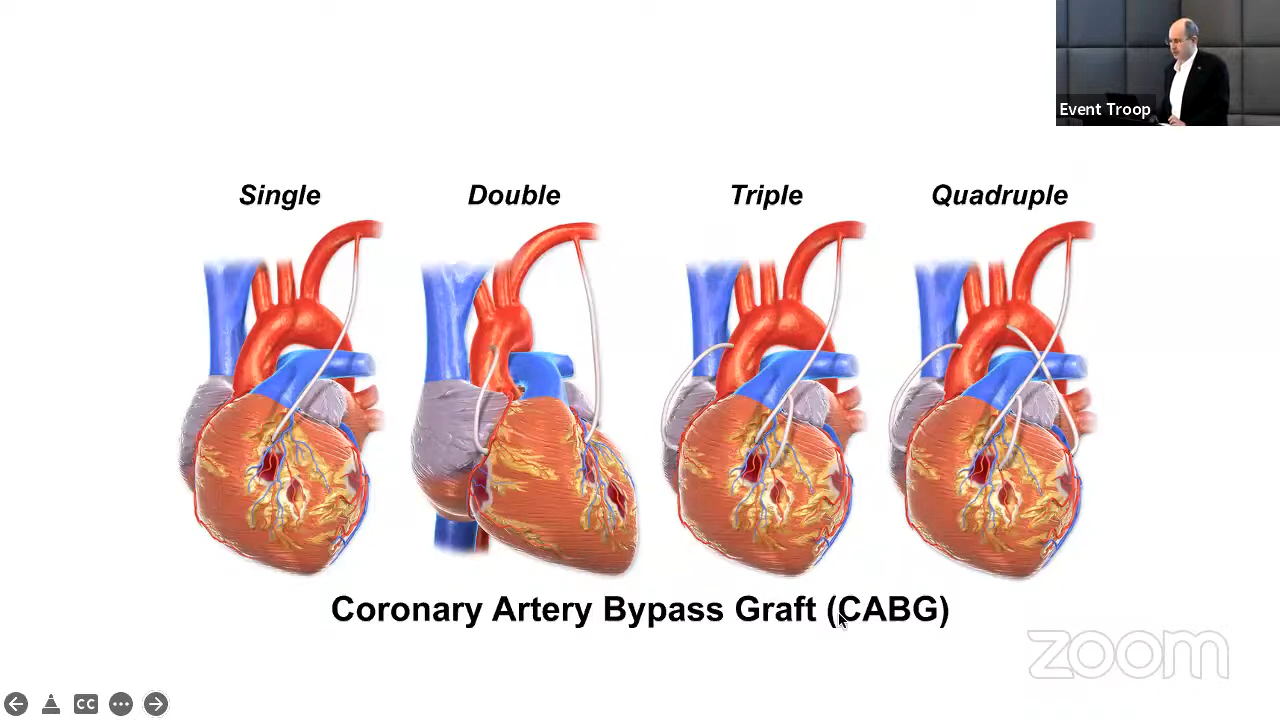 Event Troop
Single Double Triple Quadruple
Coronary Artery Bypass Graft (CABG)
zoom
CC